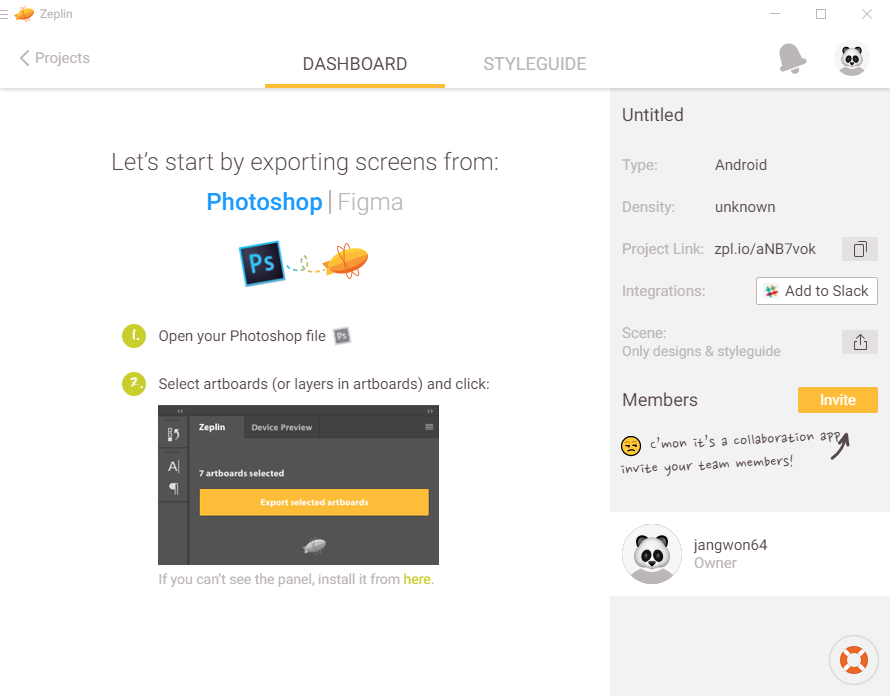 Zeplin
Projects
DASHBOARD
STYLEGUIDE
Let's start by exporting screens from:
Photoshop | Figma
Ps
1. Open your Photoshop file Ps
2. Select artboards (or layers in artboards) and click:
Zeplin
Device Preview
7 artboards selected
Export selected artboards
A
¶
If you can't see the panel, install it from here.
Untitled
Type: Android
Density: unknown
Project Link: zpl.io/aNB7vok
Integrations: Add to Slack
Scene:
Only designs & styleguide
Members
Invite
c'mon it's a collaboration app,
invite your team members!
jangwon64
Owner